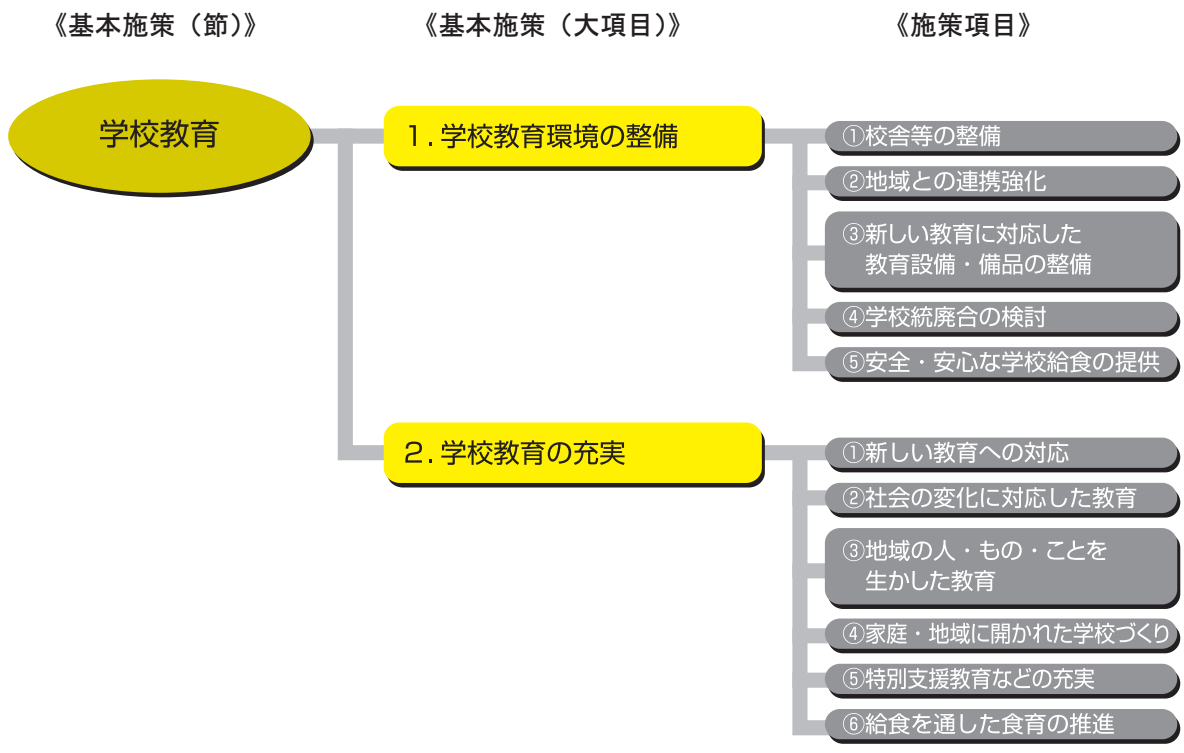 《基本施策（節）》
《基本施策（大項目）》
《施策項目》
学校教育
1．学校教育環境の整備
①校舎等の整備
②地域との連携強化
③新しい教育に対応した
教育設備・備品の整備
④学校統廃合の検討
⑤安全・安心な学校給食の提供
2．学校教育の充実
①新しい教育への対応
②社会の変化に対応した教育
③地域の人・もの・ことを
生かした教育
④家庭・地域に開かれた学校づくり
⑤特別支援教育などの充実
⑥給食を通した食育の推進